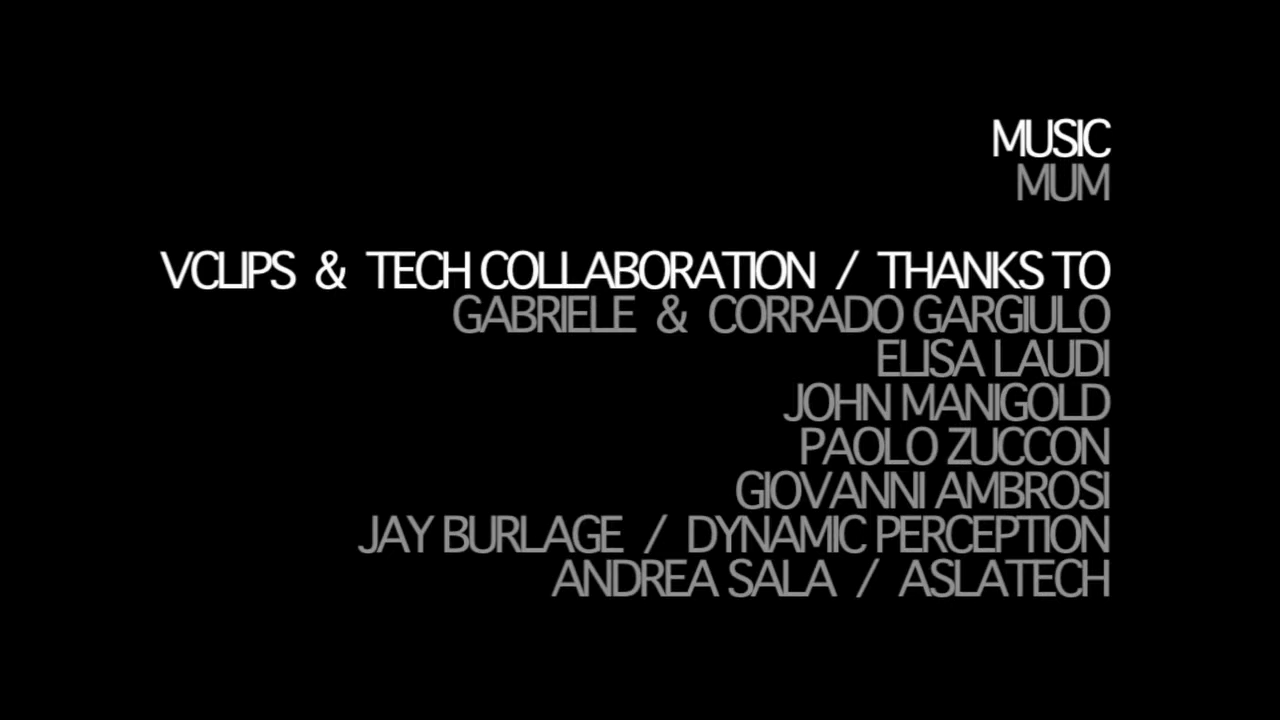 MUSIC
MUM
VCLIPS & TECH COLLABORATION / THANKS TO
GABRIELE & CORRADO GARGIULO
ELISA LAUDI
JOHN MANIGOLD
PAOLO ZUCCON
GIOVANNI AMBROSI
JAY BURLAGE / DYNAMIC PERCEPTION
ANDREA SALA / ASLATECH